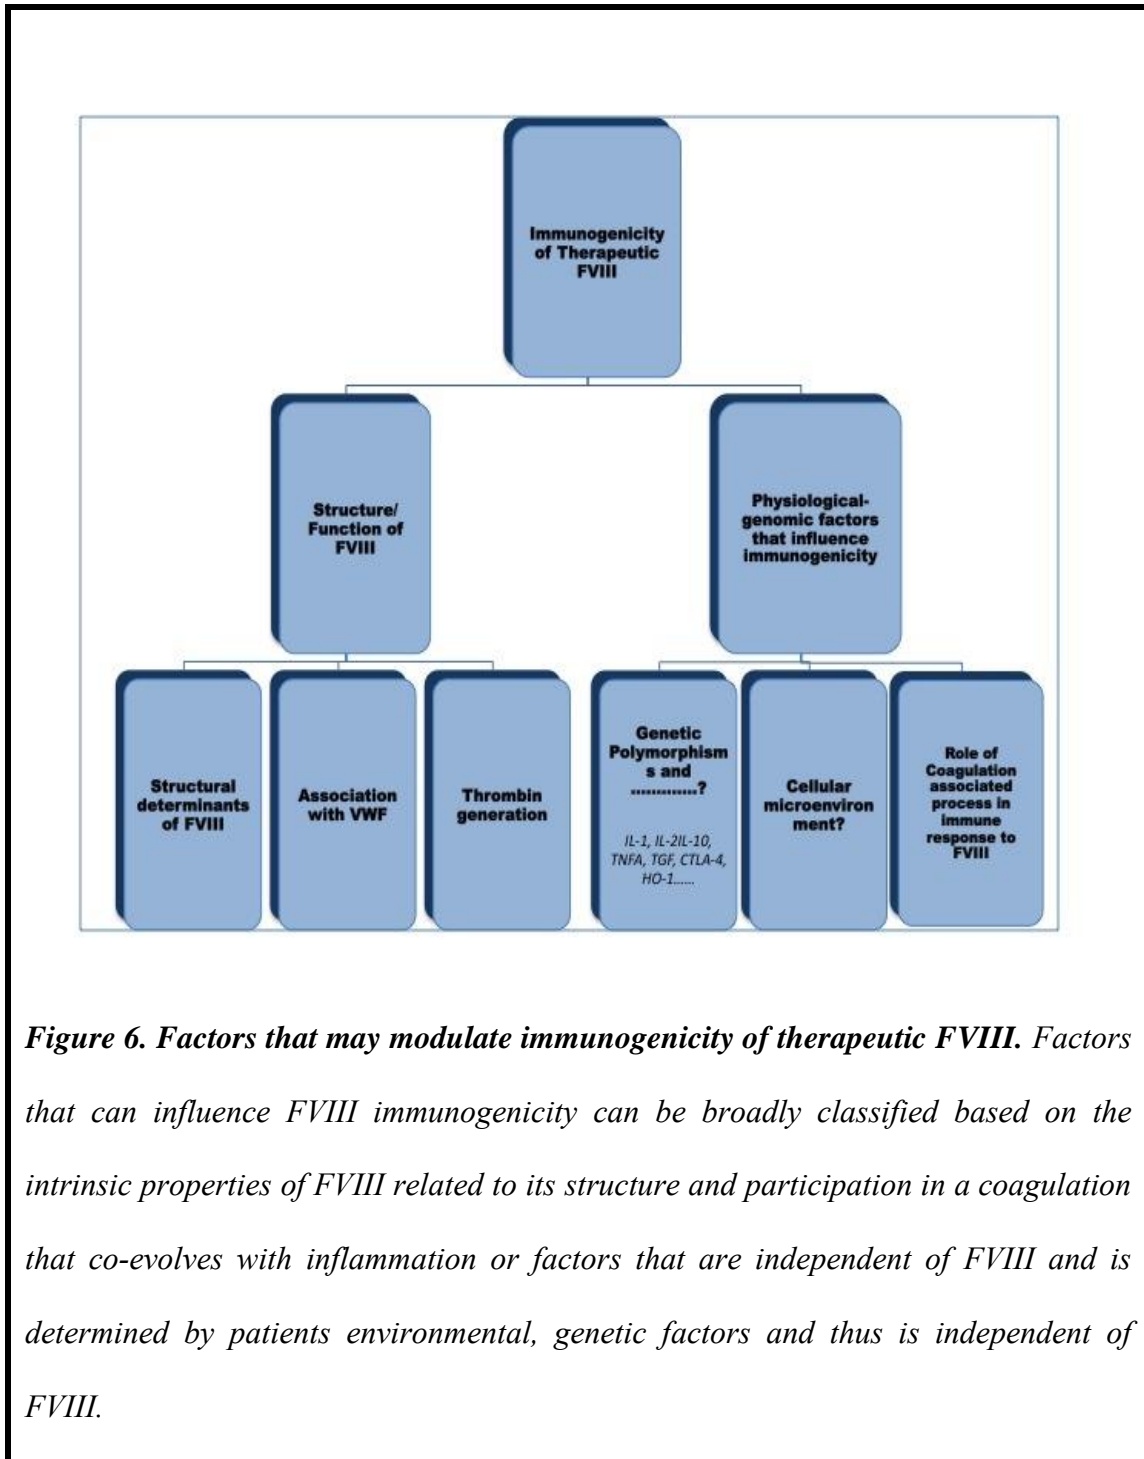 Immunogenicity
of Therapeutic
FVIII
Structure/
Function of
FVIII
Physiological-
genomic factors
that influence
immunogenicity
Structural
determinants
of FVIII
Association
with VWF
Thrombin
generation
Genetic
Polymorphism
s and
.............?
IL-1, IL-2IL-10,
TNFA, TGF, CTLA-4,
HO-1......
Cellular
microenviron
ment?
Role of
Coagulation
associated
process in
immune
response to
FVIII
Figure 6. Factors that may modulate immunogenicity of therapeutic FVIII. Factors
that can influence FVIII immunogenicity can be broadly classified based on the
intrinsic properties of FVIII related to its structure and participation in a coagulation
that co-evolves with inflammation or factors that are independent of FVIII and is
determined by patients environmental, genetic factors and thus is independent of
FVIII.